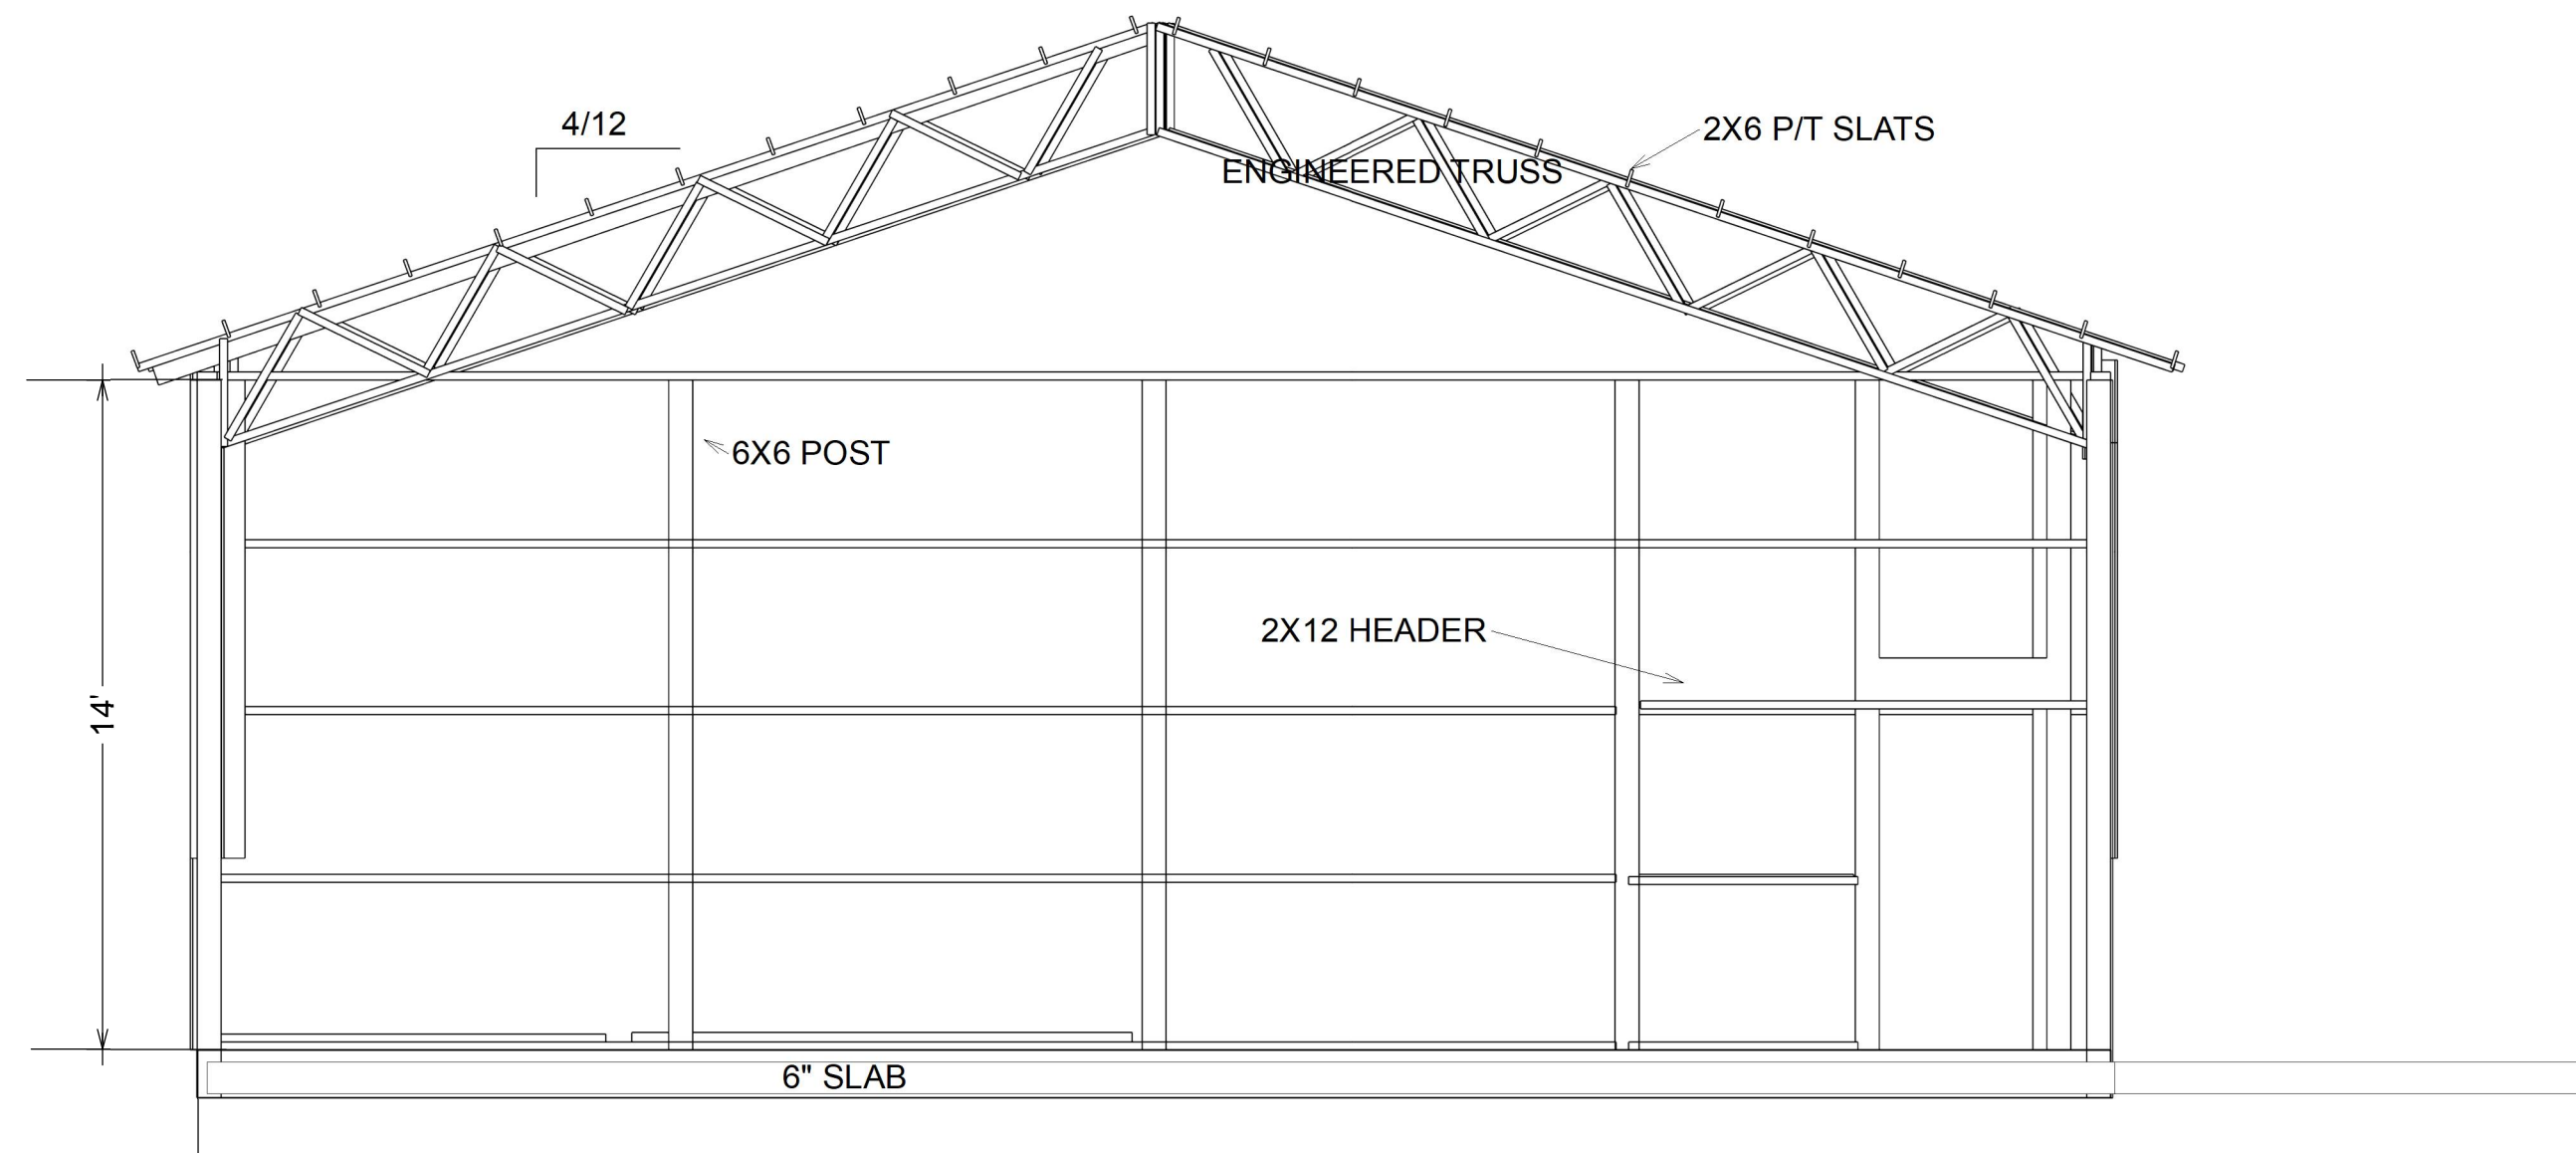 4/12
2X6 P/T SLATS
ENGINEERED TRUSS
6X6 POST
2X12 HEADER
14'
6" SLAB